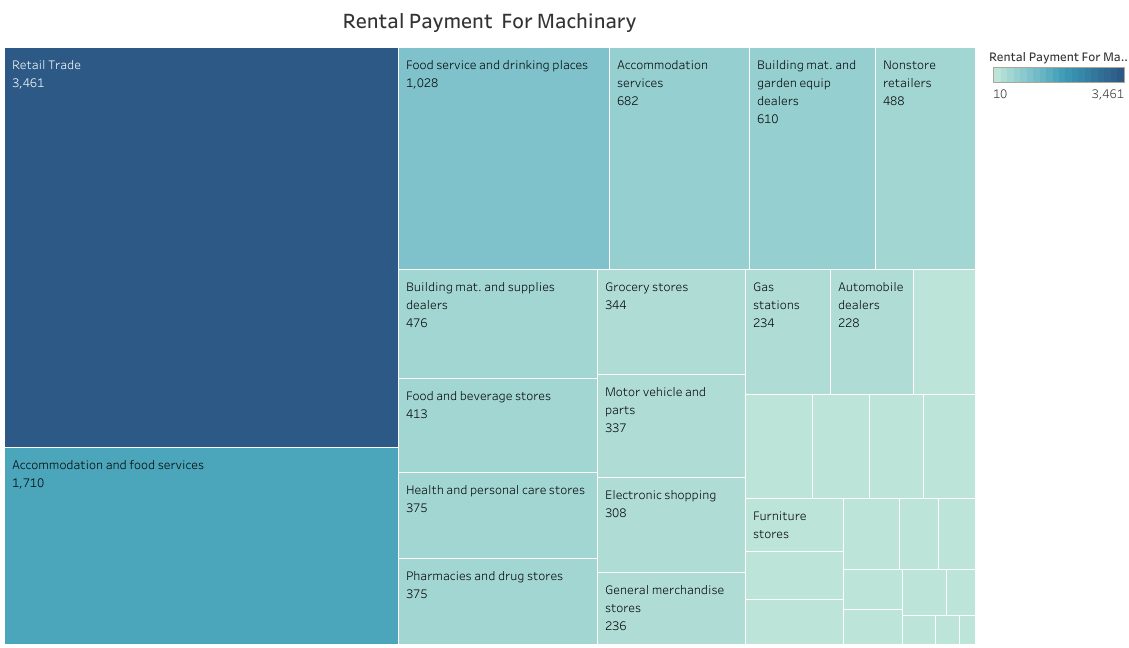 Rental Payment  For Machinary
Retail Trade
3,461
Accommodation and food services
1,710
Food service and drinking places
1,028
Accommodation
services
682
Building mat. and
garden equip
dealers
610
Nonstore
retailers
488
Building mat. and supplies
dealers
476
Food and beverage stores
413
Health and personal care stores
375
Pharmacies and drug stores
375
Grocery stores
344
Motor vehicle and
parts
337
Electronic shopping
308
General merchandise
stores
236
Gas
stations
234
Automobile
dealers
228
Furniture
stores
Rental Payment For Ma..
10 3,461